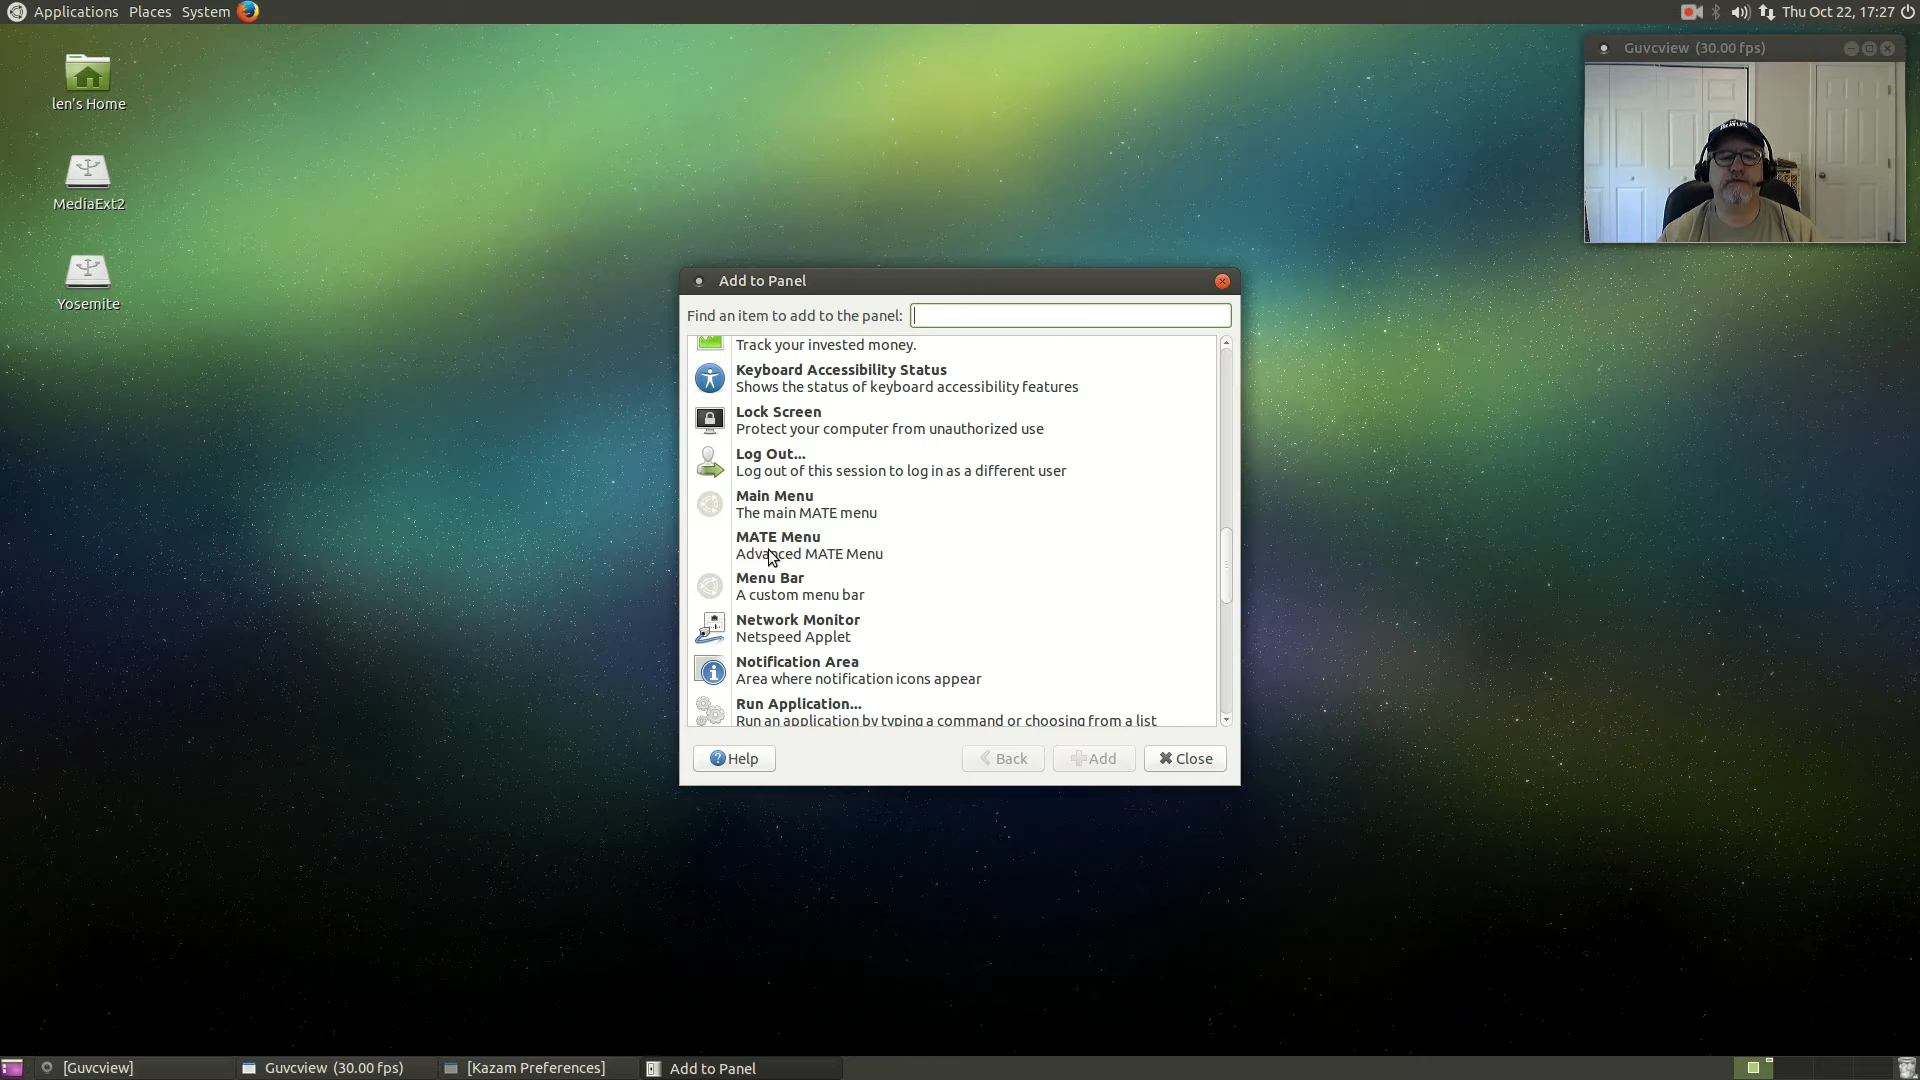 Applications Places System
Thu Oct 22, 17:27
Guvcview (30.00 fps)
len's Home
MediaExt2
Yosemite
Add to Panel
Find an item to add to the panel:
Track your invested money.
Keyboard Accessibility Status
Shows the status of keyboard accessibility features
Lock Screen
Protect your computer from unauthorized use
Log Out...
Log out of this session to log in as a different user
Main Menu
The main MATE menu
MATE Menu
Advanced MATE Menu
Menu Bar
A custom menu bar
Network Monitor
Netspeed Applet
Notification Area
Area where notification icons appear
Run Application...
Run an application by typing a command or choosing from a list
Help
Back
Add
Close
[Guvcview]
Guvcview (30.00 fps)
[Kazam Preferences]
Add to Panel